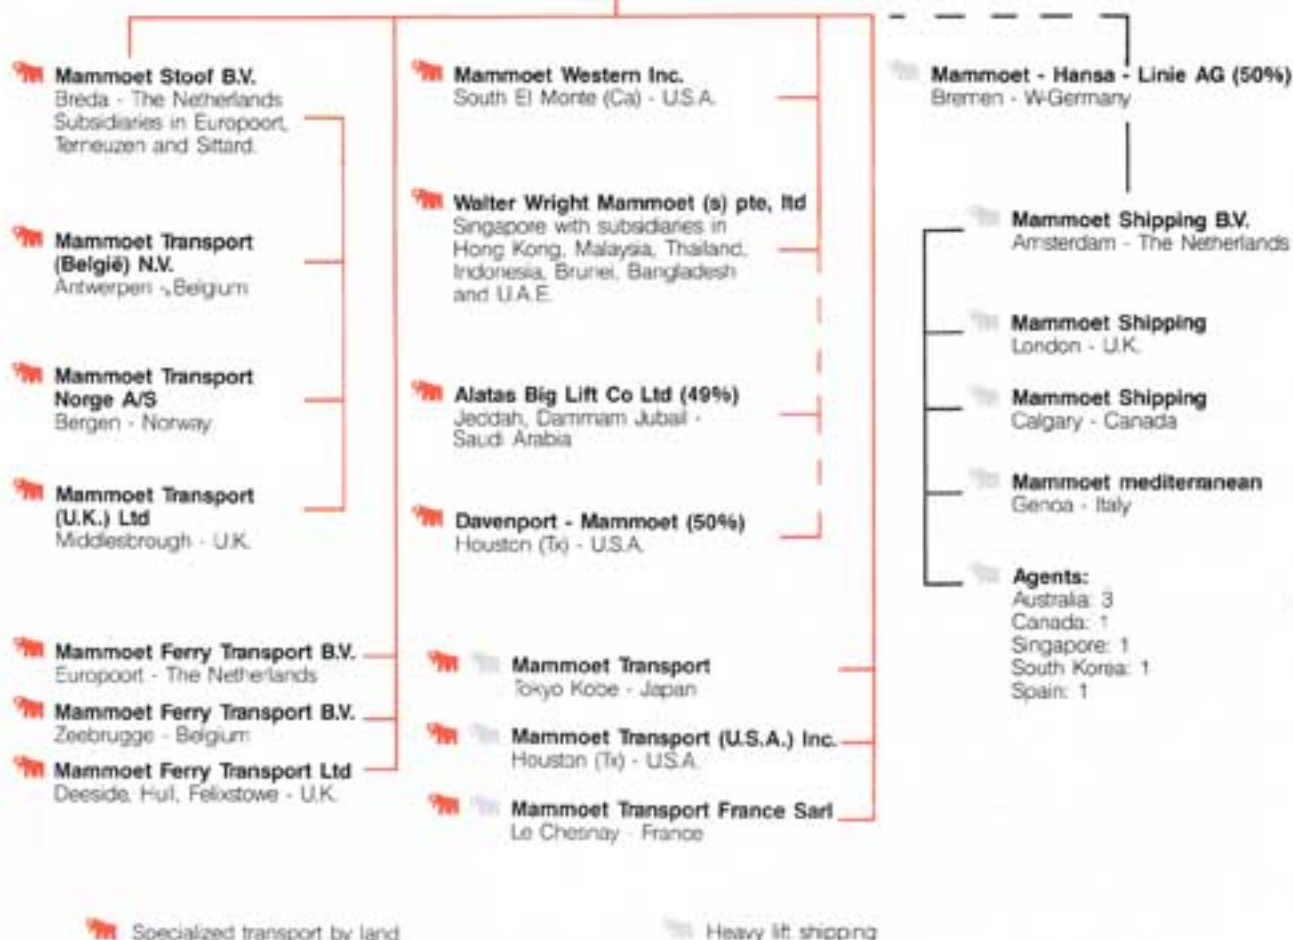 Mammoet Stoof B.V.
Breda - The Netherlands
Subsidiaries in Europoort,
Terneuzen and Sittard.
Mammoet Transport
(België) N.V.
Antwerpen - Belgium
Mammoet Transport
Norge A/S
Bergen - Norway
Mammoet Transport
(U.K.) Ltd
Middlesbrough - U.K.
Mammoet Ferry Transport B.V.
Europoort - The Netherlands
Mammoet Ferry Transport B.V.
Zeebrugge - Belgium
Mammoet Ferry Transport Ltd
Deeside, Hull, Felixstowe - U.K.
Mammoet Western Inc.
South El Monte (Ca) - U.S.A.
Walter Wright Mammoet (s) pte, ltd
Singapore with subsidiaries in
Hong Kong, Malaysia, Thailand,
Indonesia, Brunei, Bangladesh
and U.A.E.
Alatas Big Lift Co Ltd (49%)
Jeddah, Dammam Jubail -
Saudi Arabia
Davenport - Mammoet (50%)
Houston (Tx) - U.S.A.
Mammoet Transport
Tokyo Kobe - Japan
Mammoet Transport (U.S.A.) Inc.
Houston (Tx) - U.S.A.
Mammoet Transport France Sarl
Le Chesnay - France
Mammoet - Hansa - Linie AG (50%)
Bremen - W-Germany
Mammoet Shipping B.V.
Amsterdam - The Netherlands
Mammoet Shipping
London - U.K.
Mammoet Shipping
Calgary - Canada
Mammoet mediterranean
Genoa - Italy
Agents:
Australia: 3
Canada: 1
Singapore: 1
South Korea: 1
Spain: 1
Specialized transport by land
Heavy lift shipping